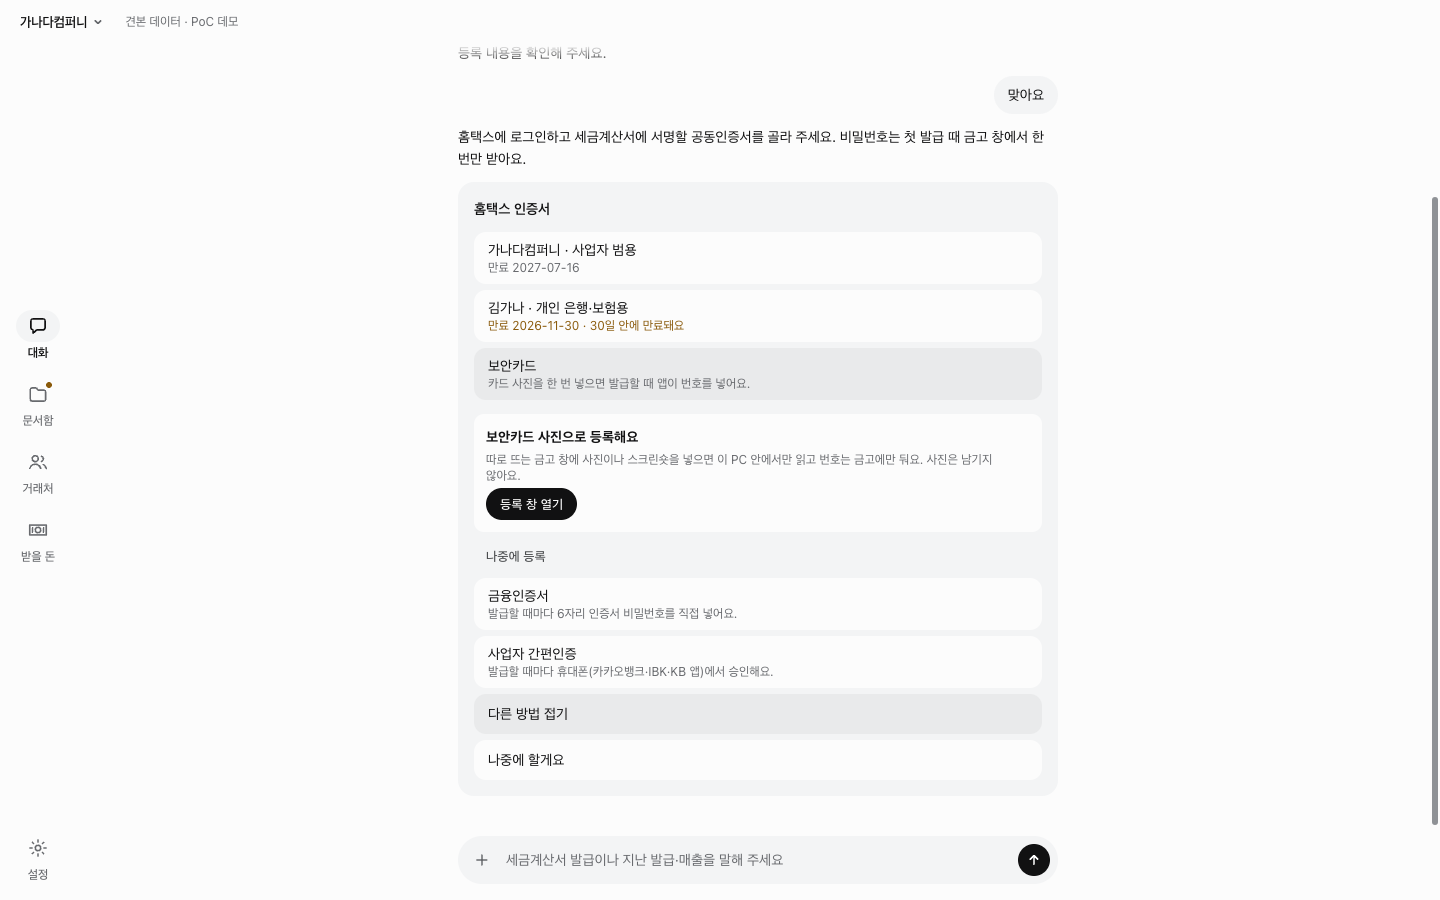 가나다컴퍼니
견본 데이터 · PoC 데모
등록 내용을 확인해 주세요.
맞아요
홈택스에 로그인하고 세금계산서에 서명할 공동인증서를 골라 주세요. 비밀번호는 첫 발급 때 금고 창에서 한
번만 받아요.
홈택스 인증서
가나다컴퍼니 · 사업자 범용
만료 2027-07-16
김가나 · 개인 은행·보험용
만료 2026-11-30 · 30일 안에 만료돼요
보안카드
카드 사진을 한 번 넣으면 발급할 때 앱이 번호를 넣어요.
보안카드 사진으로 등록해요
따로 뜨는 금고 창에 사진이나 스크린숏을 넣으면 이 PC 안에서만 읽고 번호는 금고에만 둬요. 사진은 남기지
않아요.
등록 창 열기
나중에 등록
금융인증서
발급할 때마다 6자리 인증서 비밀번호를 직접 넣어요.
사업자 간편인증
발급할 때마다 휴대폰(카카오뱅크·IBK·KB 앱)에서 승인해요.
다른 방법 접기
나중에 할게요
대화
문서함
거래처
받을 돈
설정
세금계산서 발급이나 지난 발급·매출을 말해 주세요